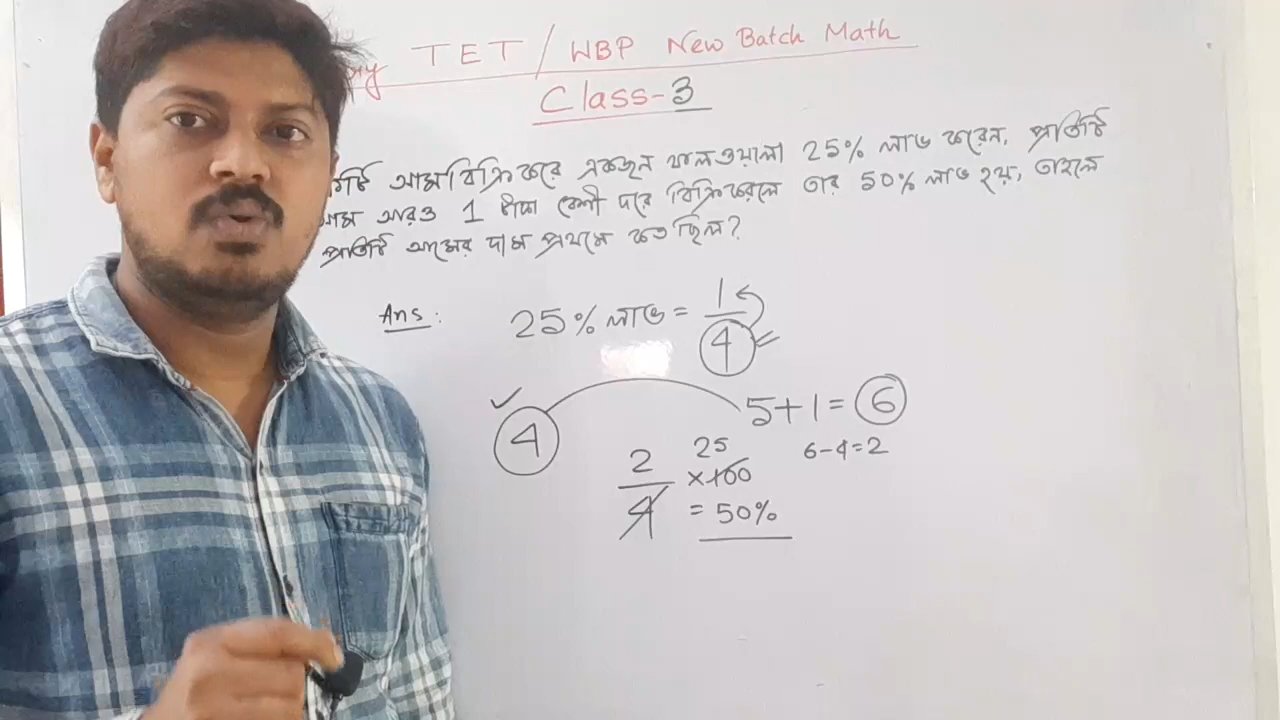 TET / WBP New Batch Math
Class-3
আম বিক্রি করে একজন ফলওয়ালা 25% লাভ করেন, প্রতিটি
আম আরও 1 টাকা বেশী দরে বিক্রি করলে তার 50% লাভ হয়, তাহলে
প্রতিটি আমের দাম প্রথমে কত ছিল?
Ans :
25% লাভ = 1/4
4 5+1= 6
2/4 ×100 25 6-4=2
= 50%